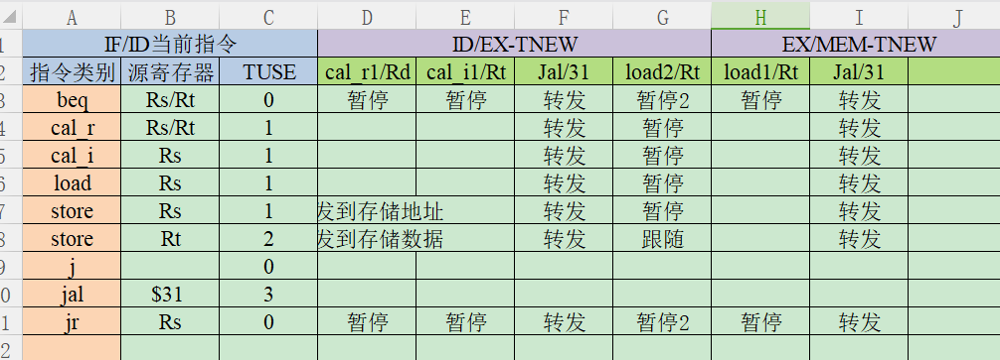 A B C D E F G H I J
1 IF/ID当前指令 ID/EX-TNEW EX/MEM-TNEW
2 指令类别 源寄存器 TUSE cal_r1/Rd cal_i1/Rt Jal/31 load2/Rt load1/Rt Jal/31
3 beq Rs/Rt 0 暂停 暂停 转发 暂停2 暂停 转发
4 cal_r Rs/Rt 1 转发 暂停 转发
5 cal_i Rs 1 转发 暂停 转发
6 load Rs 1 转发 暂停 转发
7 store Rs 1 发到存储地址 转发 暂停 转发
8 store Rt 2 发到存储数据 转发 跟随 转发
9 j 0
0 jal $31 3
1 jr Rs 0 暂停 暂停 转发 暂停2 暂停 转发
2